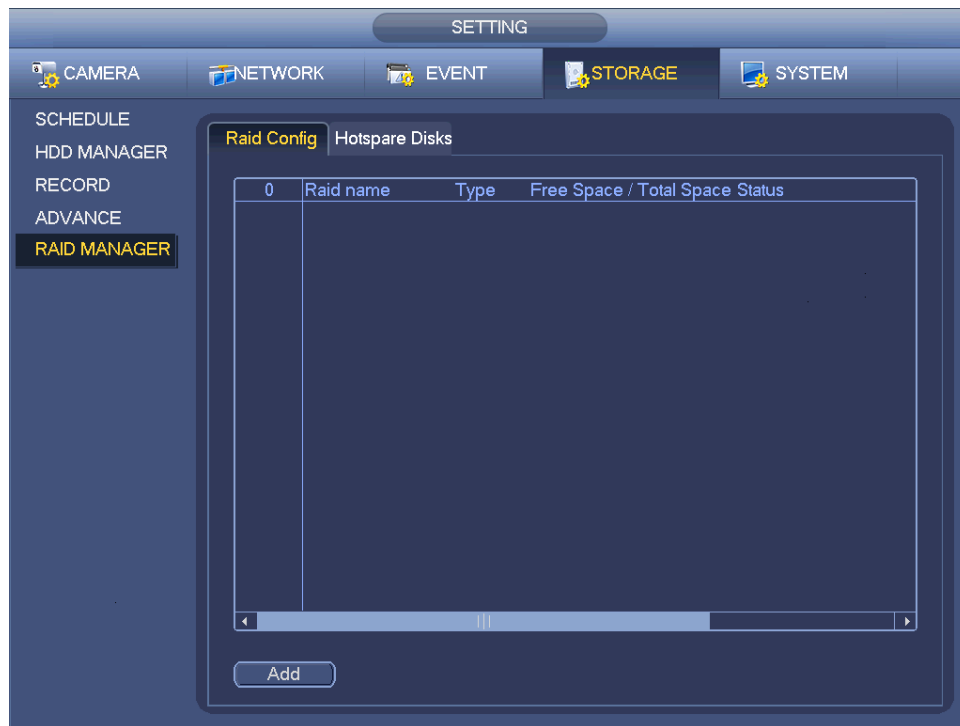 SETTING
CAMERA NETWORK EVENT STORAGE SYSTEM
SCHEDULE
HDD MANAGER
RECORD
ADVANCE
RAID MANAGER
Raid Config Hotspare Disks
0 Raid name Type Free Space / Total Space Status
Add